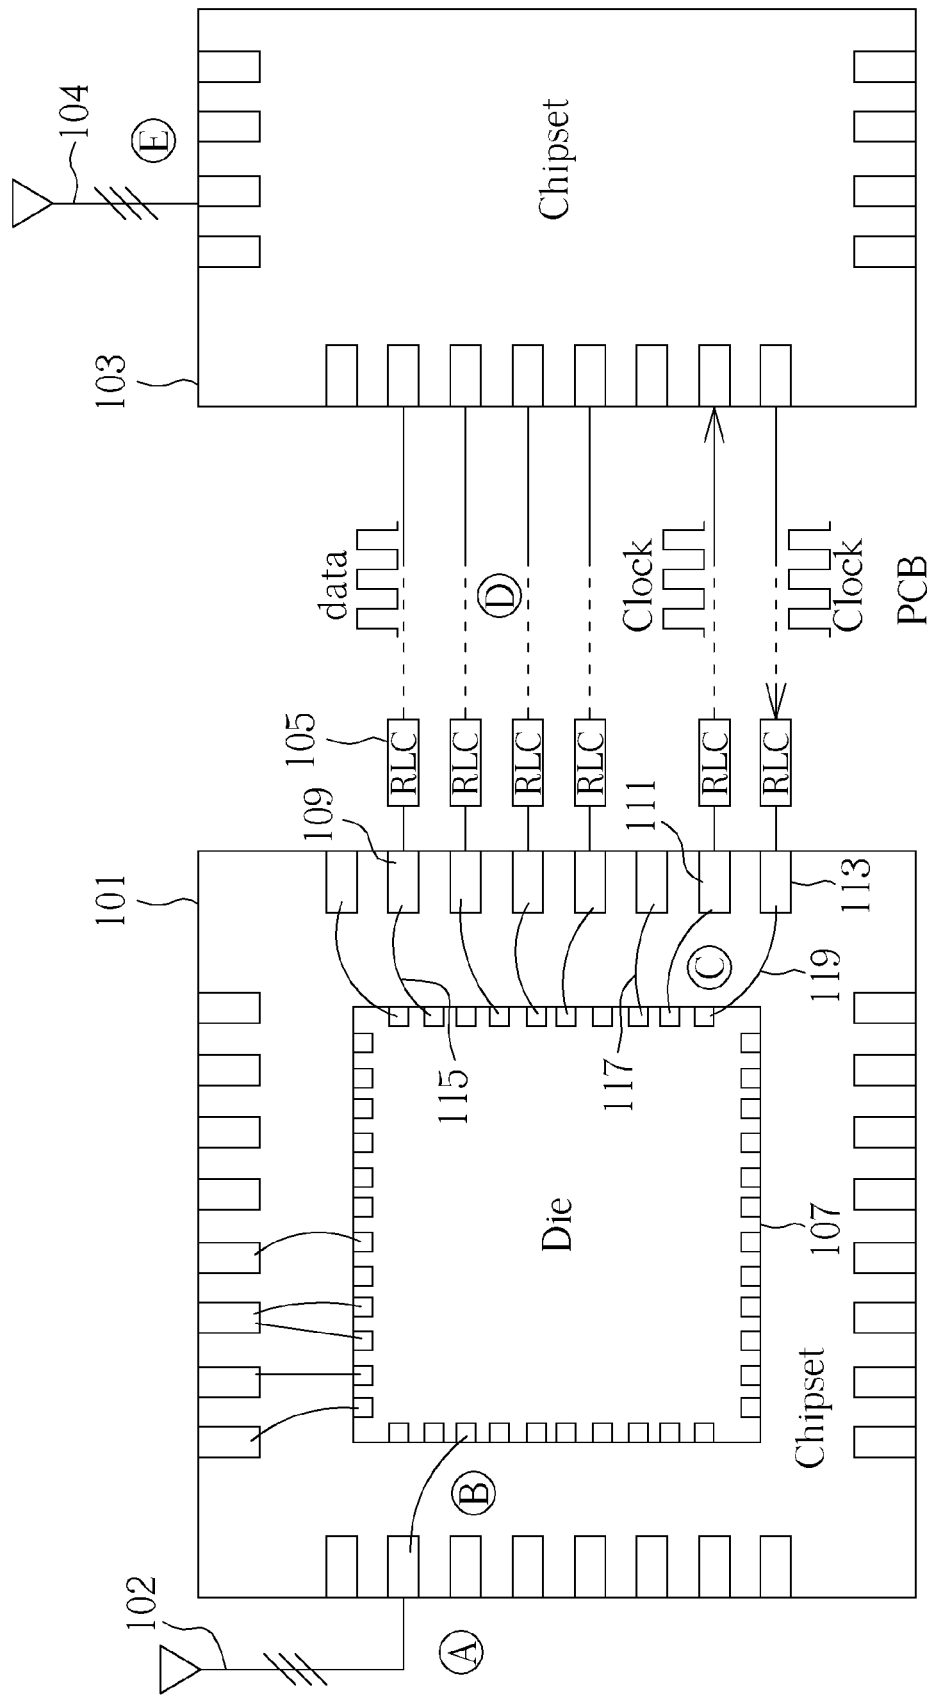 102
A
B
101
Chipset
Die
107
115
117
C
119
109
111
113
105
RLC
RLC
RLC
RLC
RLC
RLC
data
D
Clock
Clock
PCB
103
104
E
Chipset